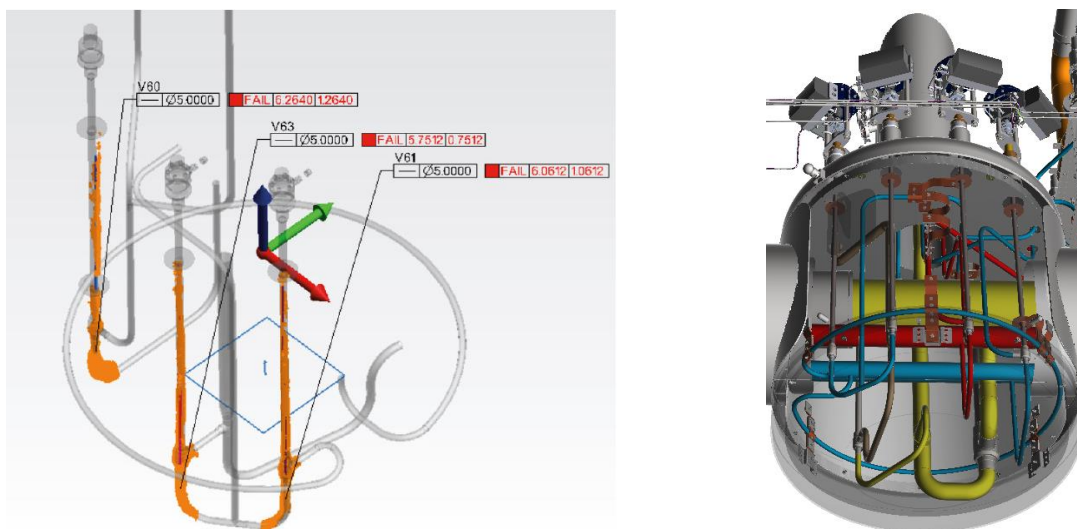 V60
— Ø5.0000 FAIL 6.2640 1.2640
V63
— Ø5.0000 FAIL 5.7512 0.7512
V61
— Ø5.0000 FAIL 6.0612 1.0612